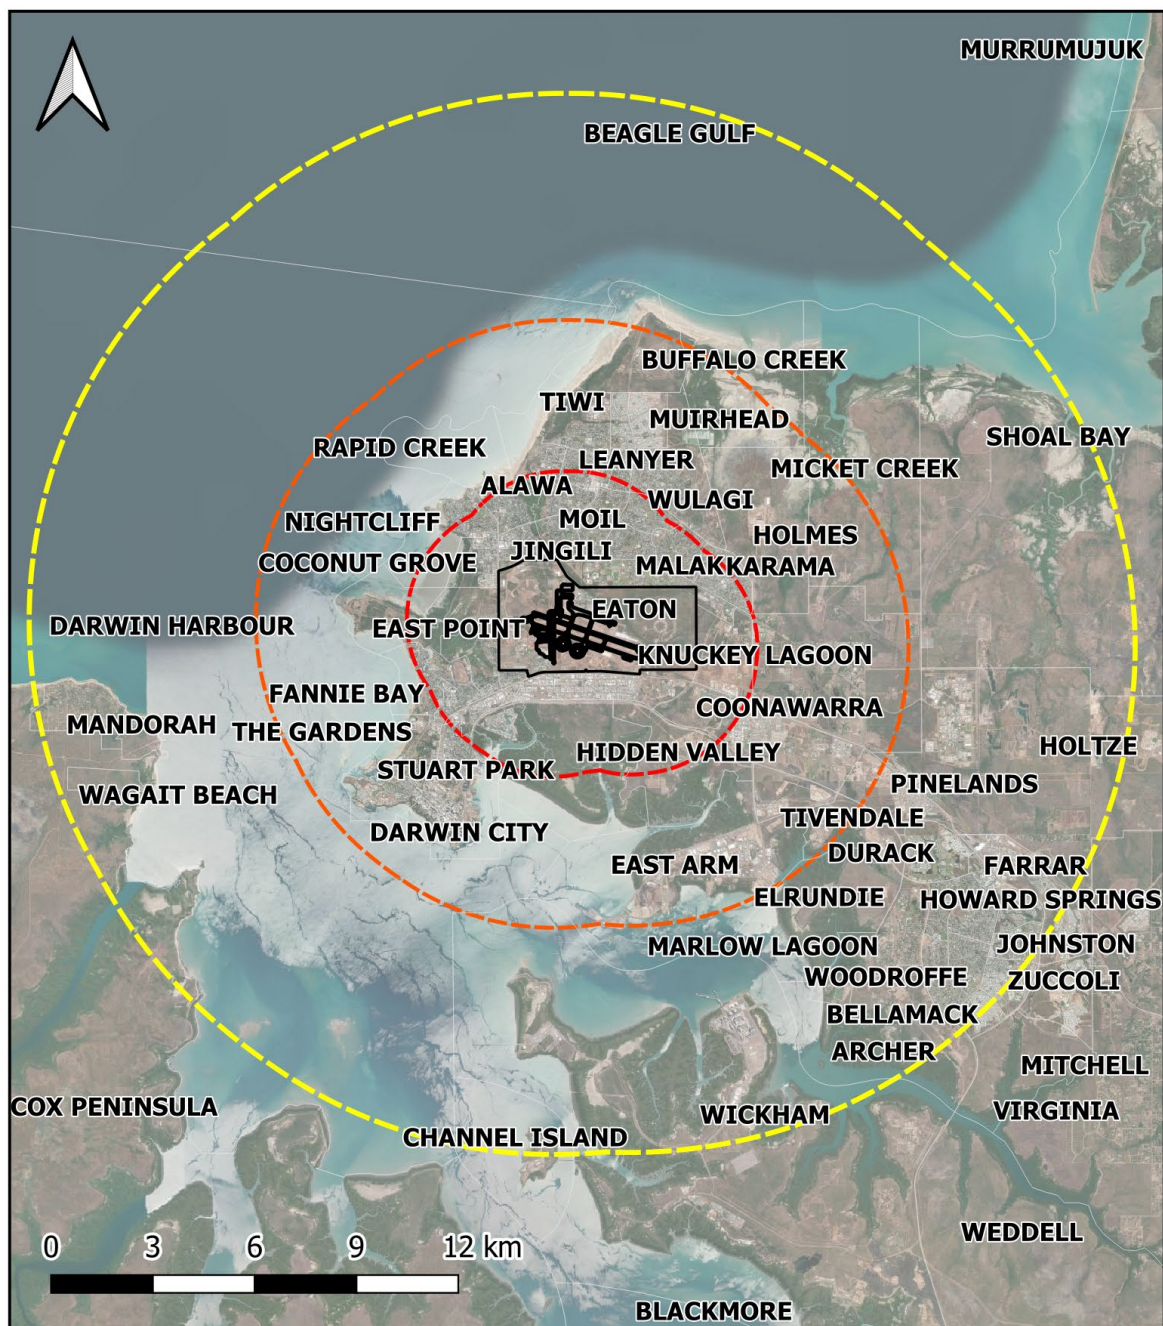 MURRUMUJUK
BEAGLE GULF
BUFFALO CREEK
TIWI
MUIRHEAD
SHOAL BAY
RAPID CREEK
LEANYER
MICKET CREEK
ALAWA
WULAGI
NIGHTCLIFF
MOIL
HOLMES
JINGILI
COCONUT GROVE
MALAK
KARAMA
EATON
DARWIN HARBOUR
EAST POINT
KNUCKEY LAGOON
FANNIE BAY
COONAWARRA
MANDORAH
THE GARDENS
HOLTZE
HIDDEN VALLEY
STUART PARK
PINELANDS
WAGAIT BEACH
TIVENDALE
DARWIN CITY
DURACK
EAST ARM
FARRAR
ELRUNDIE
HOWARD SPRINGS
MARLOW LAGOON
JOHNSTON
WOODROFFE
ZUCCOLI
BELLAMACK
ARCHER
MITCHELL
COX PENINSULA
WICKHAM
VIRGINIA
CHANNEL ISLAND
WEDDELL
0 3 6 9 12 km
BLACKMORE